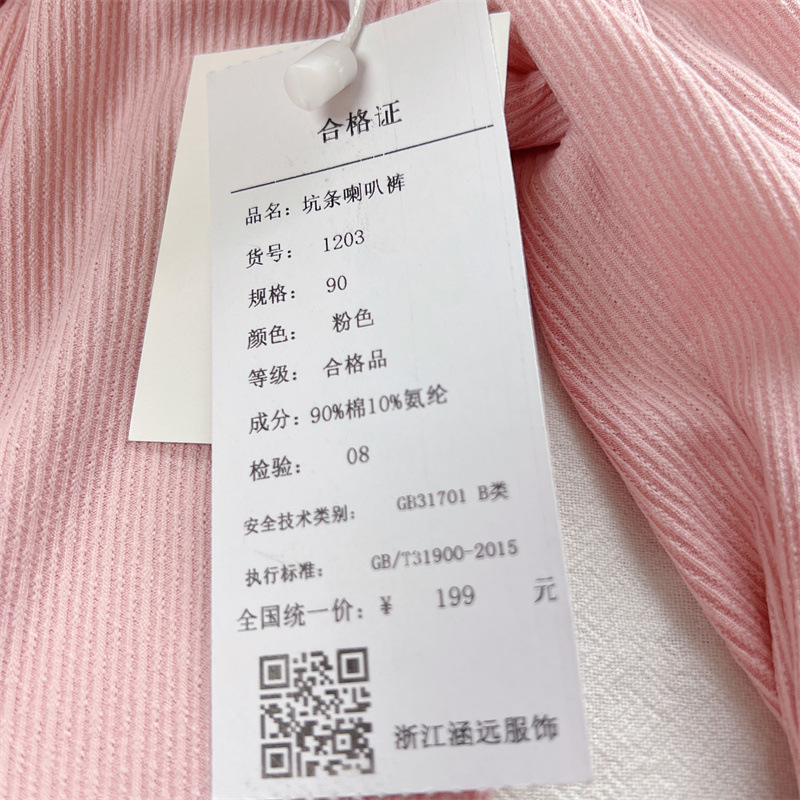 合格证
品名：坑条喇叭裤
货号： 1203
规格： 90
颜色： 粉色
等级： 合格品
成分：90%棉10%氨纶
检验： 08
安全技术类别： GB31701 B类
执行标准： GB/T31900-2015
全国统一价：¥ 199 元
浙江涵远服饰